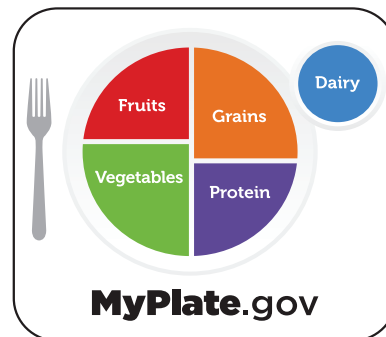 Dairy
Fruits
Grains
Vegetables
Protein
MyPlate.gov